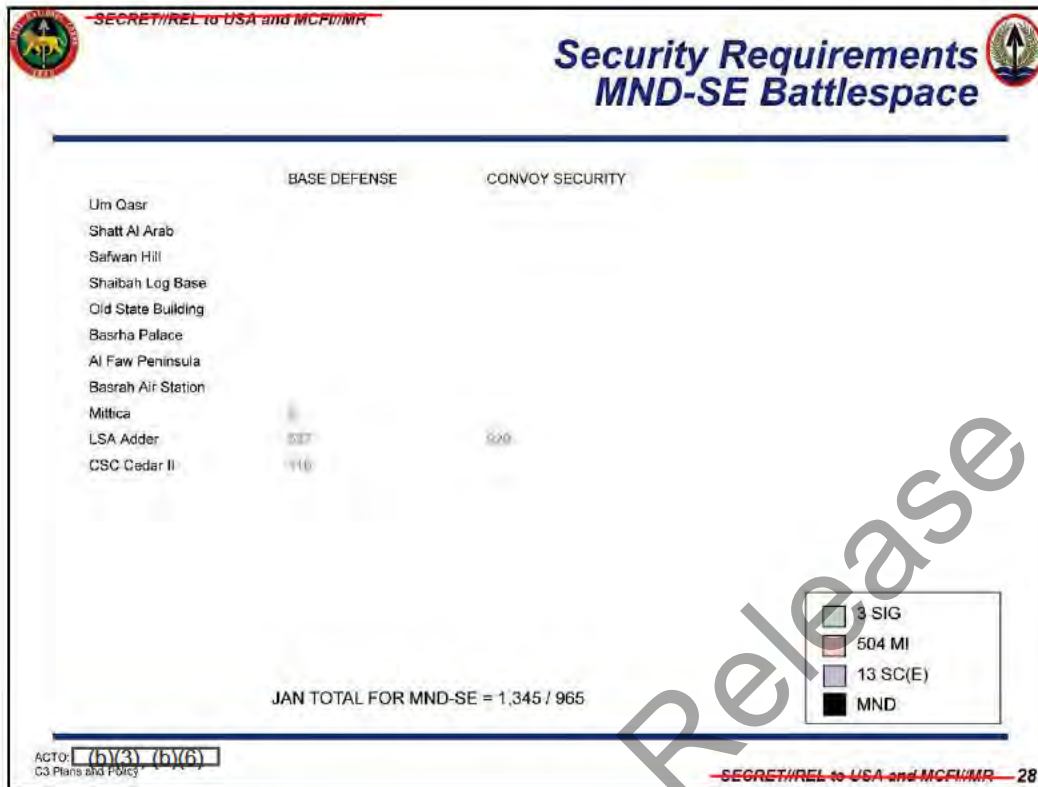 SECRET//REL to USA and MCFI//MR
Security Requirements
MND-SE Battlespace
BASE DEFENSE CONVOY SECURITY
Um Qasr
Shatt Al Arab
Safwan Hill
Shaibah Log Base
Old State Building
Basrha Palace
Al Faw Peninsula
Basrah Air Station
Mittica
LSA Adder
CSC Cedar II
3 SIG
504 MI
13 SC(E)
MND
JAN TOTAL FOR MND-SE = 1,345 / 965
Release
ACTO: (b)(3), (b)(6)
C3 Plans and Policy
SECRET//REL to USA and MCFI//MR 28